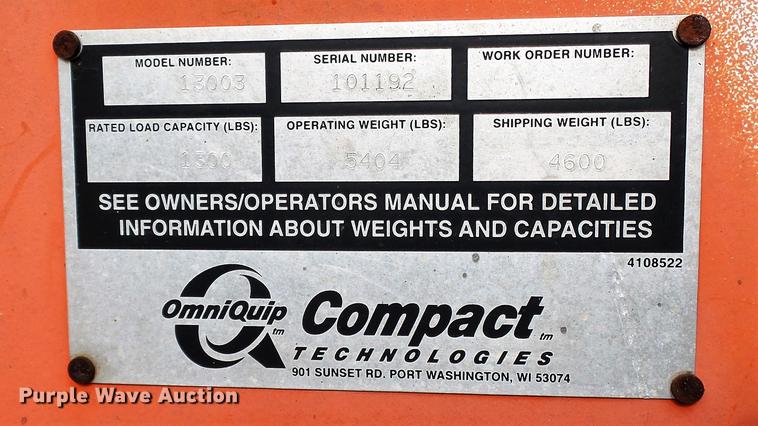 MODEL NUMBER: SERIAL NUMBER: WORK ORDER NUMBER:
13003 101192
RATED LOAD CAPACITY (LBS): OPERATING WEIGHT (LBS): SHIPPING WEIGHT (LBS):
1300 5404 4600
SEE OWNERS/OPERATORS MANUAL FOR DETAILED
INFORMATION ABOUT WEIGHTS AND CAPACITIES
4108522
OmniQuip tm Compact tm
TECHNOLOGIES
901 SUNSET RD. PORT WASHINGTON, WI 53074
Purple Wave Auction